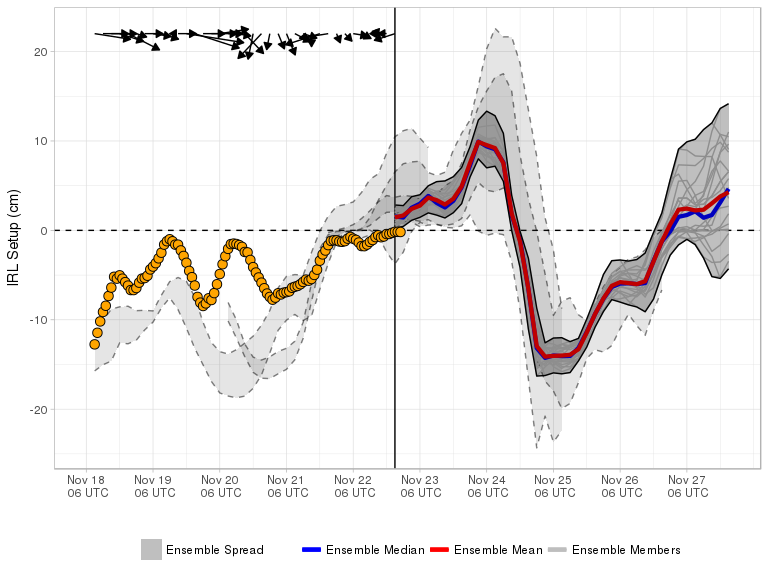 IRL Setup (cm)
20
10
0
-10
-20
Nov 18 Nov 19 Nov 20 Nov 21 Nov 22 Nov 23 Nov 24 Nov 25 Nov 26 Nov 27
06 UTC 06 UTC 06 UTC 06 UTC 06 UTC 06 UTC 06 UTC 06 UTC 06 UTC 06 UTC
Ensemble Spread Ensemble Median Ensemble Mean Ensemble Members